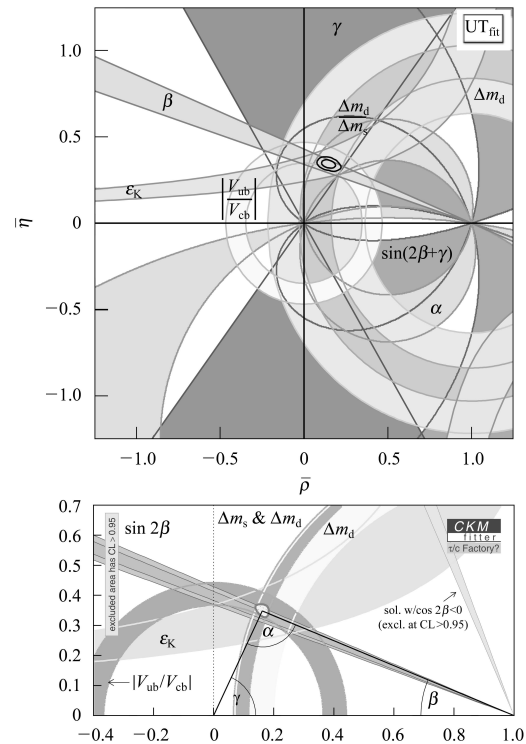 UTfit
γ
Δmd
Δmd
Δms
β
εK
|Vub/Vcb|
sin(2β+γ)
α
η̄
1.0
0.5
0
−0.5
−1.0
−1.0 −0.5 0 0.5 1.0
ρ̄
excluded area has CL > 0.95
sin 2β
Δms & Δmd
Δmd
CKM
fitter
τ/c Factory?
sol. w/cos 2β<0
(excl. at CL>0.95)
εK
α
|Vub/Vcb|
γ
β
0.7
0.6
0.5
0.4
0.3
0.2
0.1
0
−0.4 −0.2 0 0.2 0.4 0.6 0.8 1.0